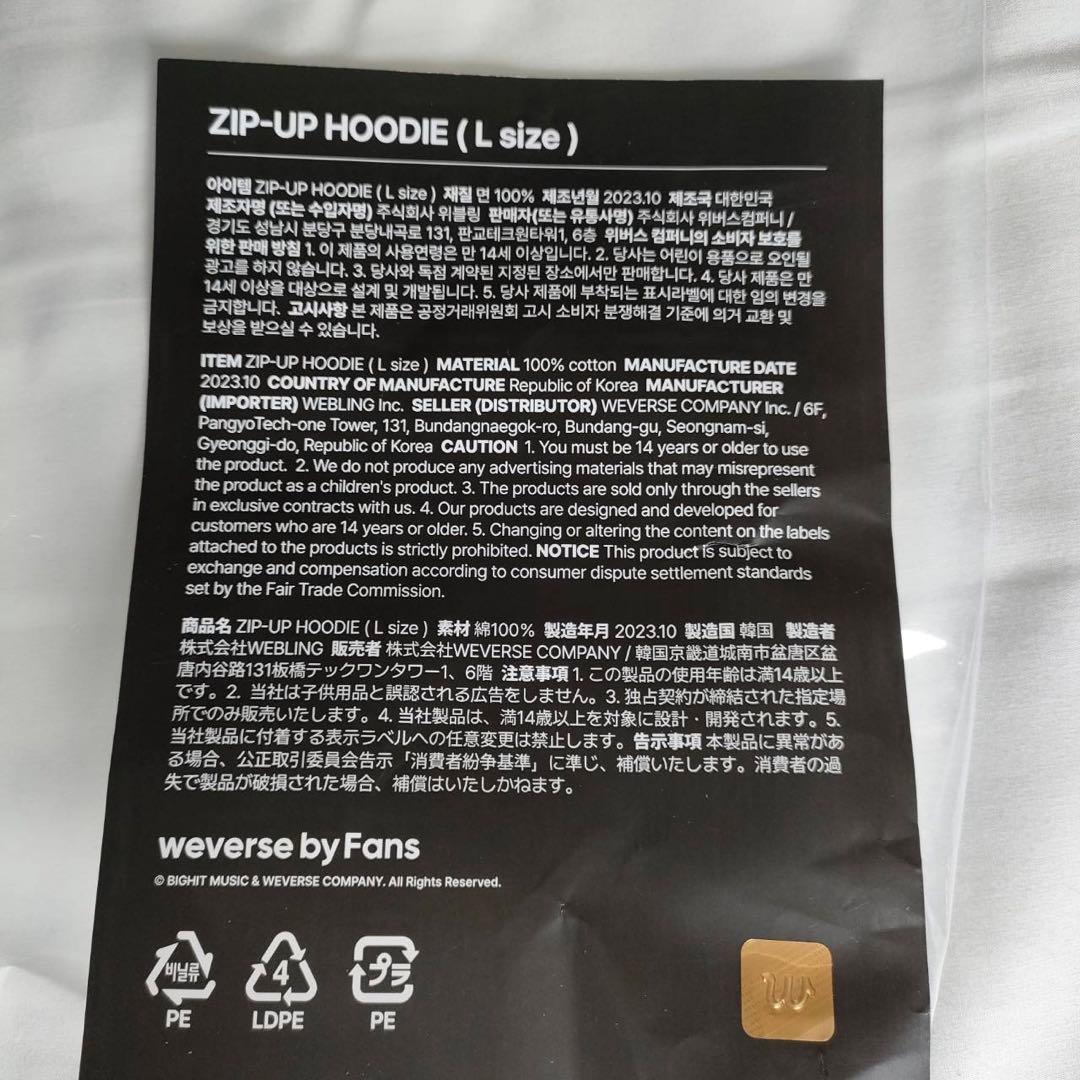 ZIP-UP HOODIE ( L size )
아이템 ZIP-UP HOODIE ( L size ) 재질 면 100% 제조년월 2023.10 제조국 대한민국
제조자명 (또는 수입자명) 주식회사 위블링 판매자(또는 유통사명) 주식회사 위버스컴퍼니 /
경기도 성남시 분당구 분당내곡로 131, 판교테크원타워1, 6층 위버스 컴퍼니의 소비자 보호를
위한 판매 방침 1. 이 제품의 사용연령은 만 14세 이상입니다. 2. 당사는 어린이 용품으로 오인될
광고를 하지 않습니다. 3. 당사와 독점 계약된 지정된 장소에서만 판매합니다. 4. 당사 제품은 만
14세 이상을 대상으로 설계 및 개발됩니다. 5. 당사 제품에 부착되는 표시라벨에 대한 임의 변경을
금지합니다. 고시사항 본 제품은 공정거래위원회 고시 소비자 분쟁해결 기준에 의거 교환 및
보상을 받으실 수 있습니다.
ITEM ZIP-UP HOODIE ( L size ) MATERIAL 100% cotton MANUFACTURE DATE
2023.10 COUNTRY OF MANUFACTURE Republic of Korea MANUFACTURER
(IMPORTER) WEBLING Inc. SELLER (DISTRIBUTOR) WEVERSE COMPANY Inc. / 6F,
PangyoTech-one Tower, 131, Bundangnaegok-ro, Bundang-gu, Seongnam-si,
Gyeonggi-do, Republic of Korea CAUTION 1. You must be 14 years or older to use
the product. 2. We do not produce any advertising materials that may misrepresent
the product as a children's product. 3. The products are sold only through the sellers
in exclusive contracts with us. 4. Our products are designed and developed for
customers who are 14 years or older. 5. Changing or altering the content on the labels
attached to the products is strictly prohibited. NOTICE This product is subject to
exchange and compensation according to consumer dispute settlement standards
set by the Fair Trade Commission.
商品名 ZIP-UP HOODIE ( L size ) 素材 綿100% 製造年月 2023.10 製造国 韓国 製造者
株式会社WEBLING 販売者 株式会社WEVERSE COMPANY / 韓国京畿道城南市盆唐区盆
唐内谷路131板橋テックワンタワー1、6階 注意事項 1. この製品の使用年齢は満14歳以上
です。2. 当社は子供用品と誤認される広告をしません。3. 独占契約が締結された指定場
所でのみ販売いたします。4. 当社製品は、満14歳以上を対象に設計・開発されます。5.
当社製品に付着する表示ラベルへの任意変更は禁止します。告示事項 本製品に異常があ
る場合、公正取引委員会告示「消費者紛争基準」に準じ、補償いたします。消費者の過
失で製品が破損された場合、補償はいたしかねます。
weverse by Fans
© BIGHIT MUSIC & WEVERSE COMPANY. All Rights Reserved.
비닐류 4 プラ
PE LDPE PE
w